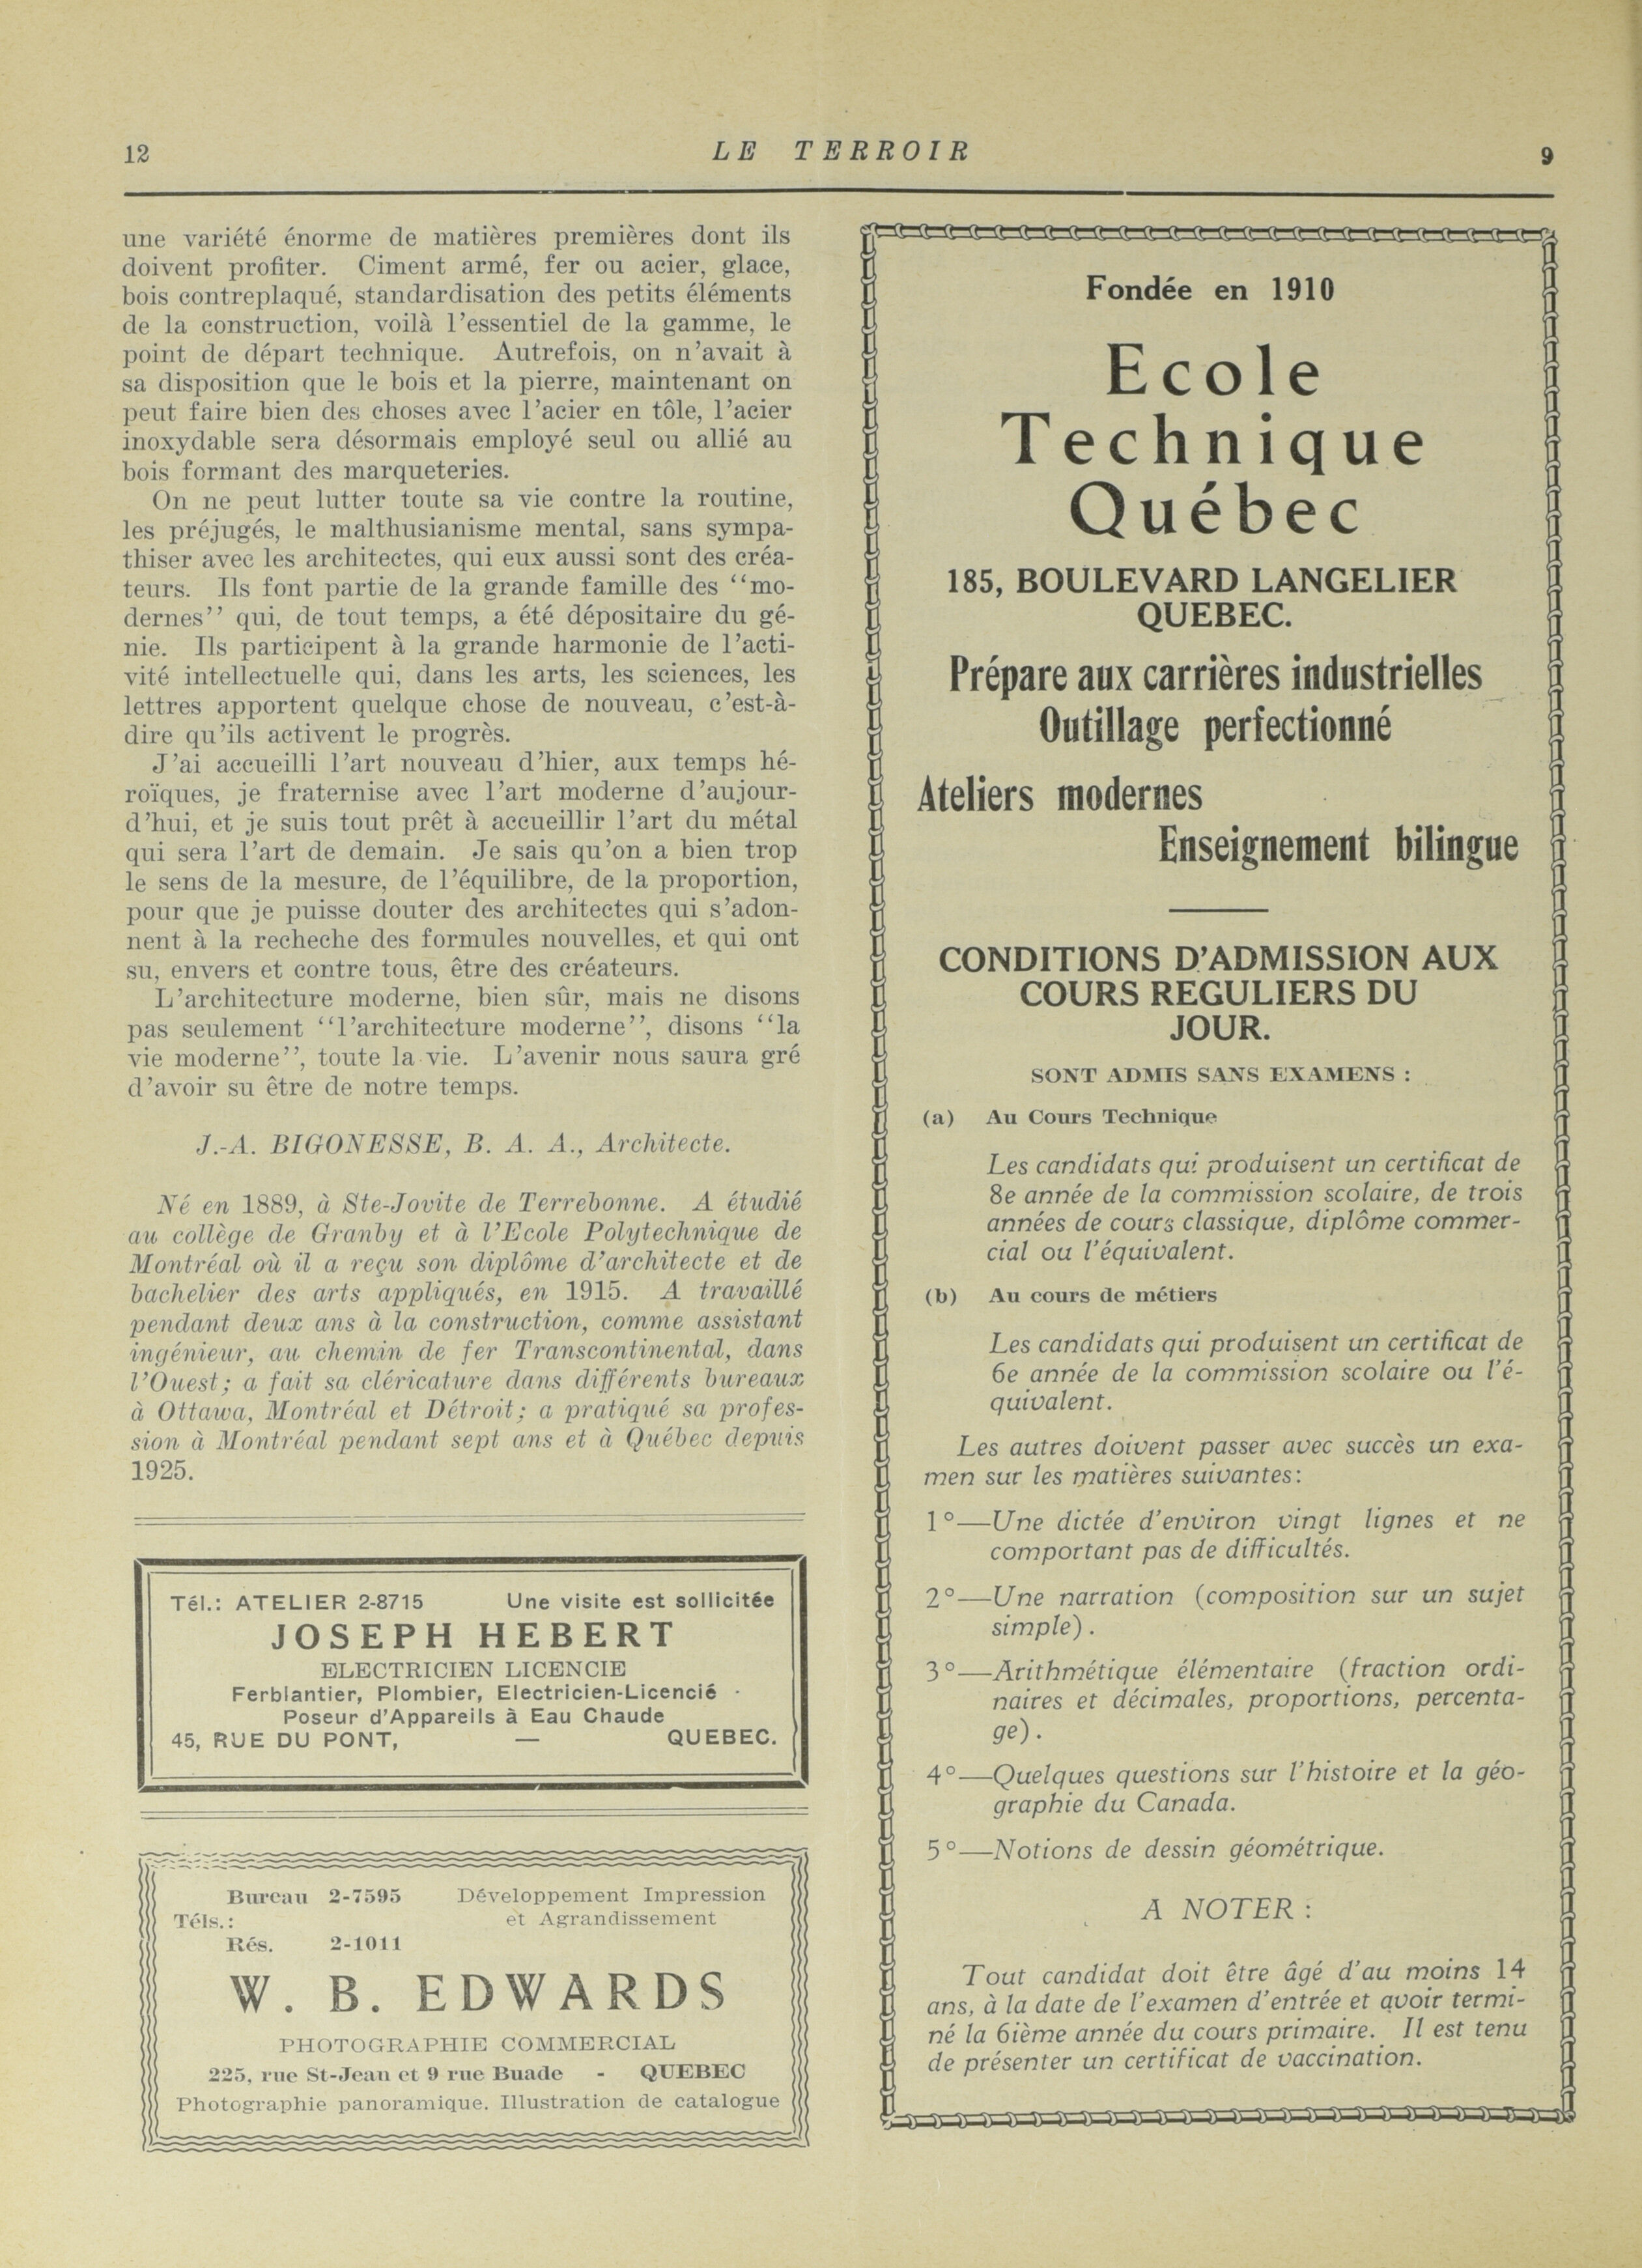 12
LE TERROIR
9
une variété énorme de matières premières dont ils
doivent profiter. Ciment armé, fer ou acier, glace,
bois contreplaqué, standardisation des petits éléments
de la construction, voilà l'essentiel de la gamme, le
point de départ technique. Autrefois, on n'avait à
sa disposition que le bois et la pierre, maintenant on
peut faire bien des choses avec l'acier en tôle, l'acier
inoxydable sera désormais employé seul ou allié au
bois formant des marqueteries.
On ne peut lutter toute sa vie contre la routine,
les préjugés, le malthusianisme mental, sans sympa-
thiser avec les architectes, qui eux aussi sont des créa-
teurs. Ils font partie de la grande famille des ‘‘mo-
dernes’’ qui, de tout temps, a été dépositaire du gé-
nie. Ils participent à la grande harmonie de l'acti-
vité intellectuelle qui, dans les arts, les sciences, les
lettres apportent quelque chose de nouveau, c'est-à-
dire qu'ils activent le progrès.
J'ai accueilli l'art nouveau d'hier, aux temps hé-
roïques, je fraternise avec l'art moderne d'aujour-
d'hui, et je suis tout prêt à accueillir l'art du métal
qui sera l'art de demain. Je sais qu'on a bien trop
le sens de la mesure, de l'équilibre, de la proportion,
pour que je puisse douter des architectes qui s'adon-
nent à la recheche des formules nouvelles, et qui ont
su, envers et contre tous, être des créateurs.
L'architecture moderne, bien sûr, mais ne disons
pas seulement ‘‘l'architecture moderne’’, disons ‘‘la
vie moderne’’, toute la vie. L'avenir nous saura gré
d'avoir su être de notre temps.
J.-A. BIGONESSE, B. A. A., Architecte.
Né en 1889, à Ste-Jovite de Terrebonne. A étudié
au collège de Granby et à l'Ecole Polytechnique de
Montréal où il a reçu son diplôme d'architecte et de
bachelier des arts appliqués, en 1915. A travaillé
pendant deux ans à la construction, comme assistant
ingénieur, au chemin de fer Transcontinental, dans
l'Ouest; a fait sa cléricature dans différents bureaux
à Ottawa, Montréal et Détroit; a pratiqué sa profes-
sion à Montréal pendant sept ans et à Québec depuis
1925.
Tél.: ATELIER 2-8715 Une visite est sollicitée
JOSEPH HEBERT
ELECTRICIEN LICENCIE
Ferblantier, Plombier, Electricien-Licencié
Poseur d'Appareils à Eau Chaude
45, RUE DU PONT, — QUEBEC.
Bureau 2-7595 Développement Impression
Téls.: et Agrandissement
Rés. 2-1011
W. B. EDWARDS
PHOTOGRAPHIE COMMERCIAL
225, rue St-Jean et 9 rue Buade - QUEBEC
Photographie panoramique. Illustration de catalogue
Fondée en 1910
Ecole
Technique
Québec
185, BOULEVARD LANGELIER
QUEBEC.
Prépare aux carrières industrielles
Outillage perfectionné
Ateliers modernes
Enseignement bilingue
CONDITIONS D'ADMISSION AUX
COURS REGULIERS DU
JOUR.
SONT ADMIS SANS EXAMENS :
(a) Au Cours Technique
Les candidats qui produisent un certificat de
8e année de la commission scolaire, de trois
années de cours classique, diplôme commer-
cial ou l'équivalent.
(b) Au cours de métiers
Les candidats qui produisent un certificat de
6e année de la commission scolaire ou l'é-
quivalent.
Les autres doivent passer avec succès un exa-
men sur les matières suivantes:
1°—Une dictée d'environ vingt lignes et ne
comportant pas de difficultés.
2°—Une narration (composition sur un sujet
simple).
3°—Arithmétique élémentaire (fraction ordi-
naires et décimales, proportions, percenta-
ge).
4°—Quelques questions sur l'histoire et la géo-
graphie du Canada.
5°—Notions de dessin géométrique.
A NOTER :
Tout candidat doit être âgé d'au moins 14
ans, à la date de l'examen d'entrée et avoir termi-
né la 6ième année du cours primaire. Il est tenu
de présenter un certificat de vaccination.